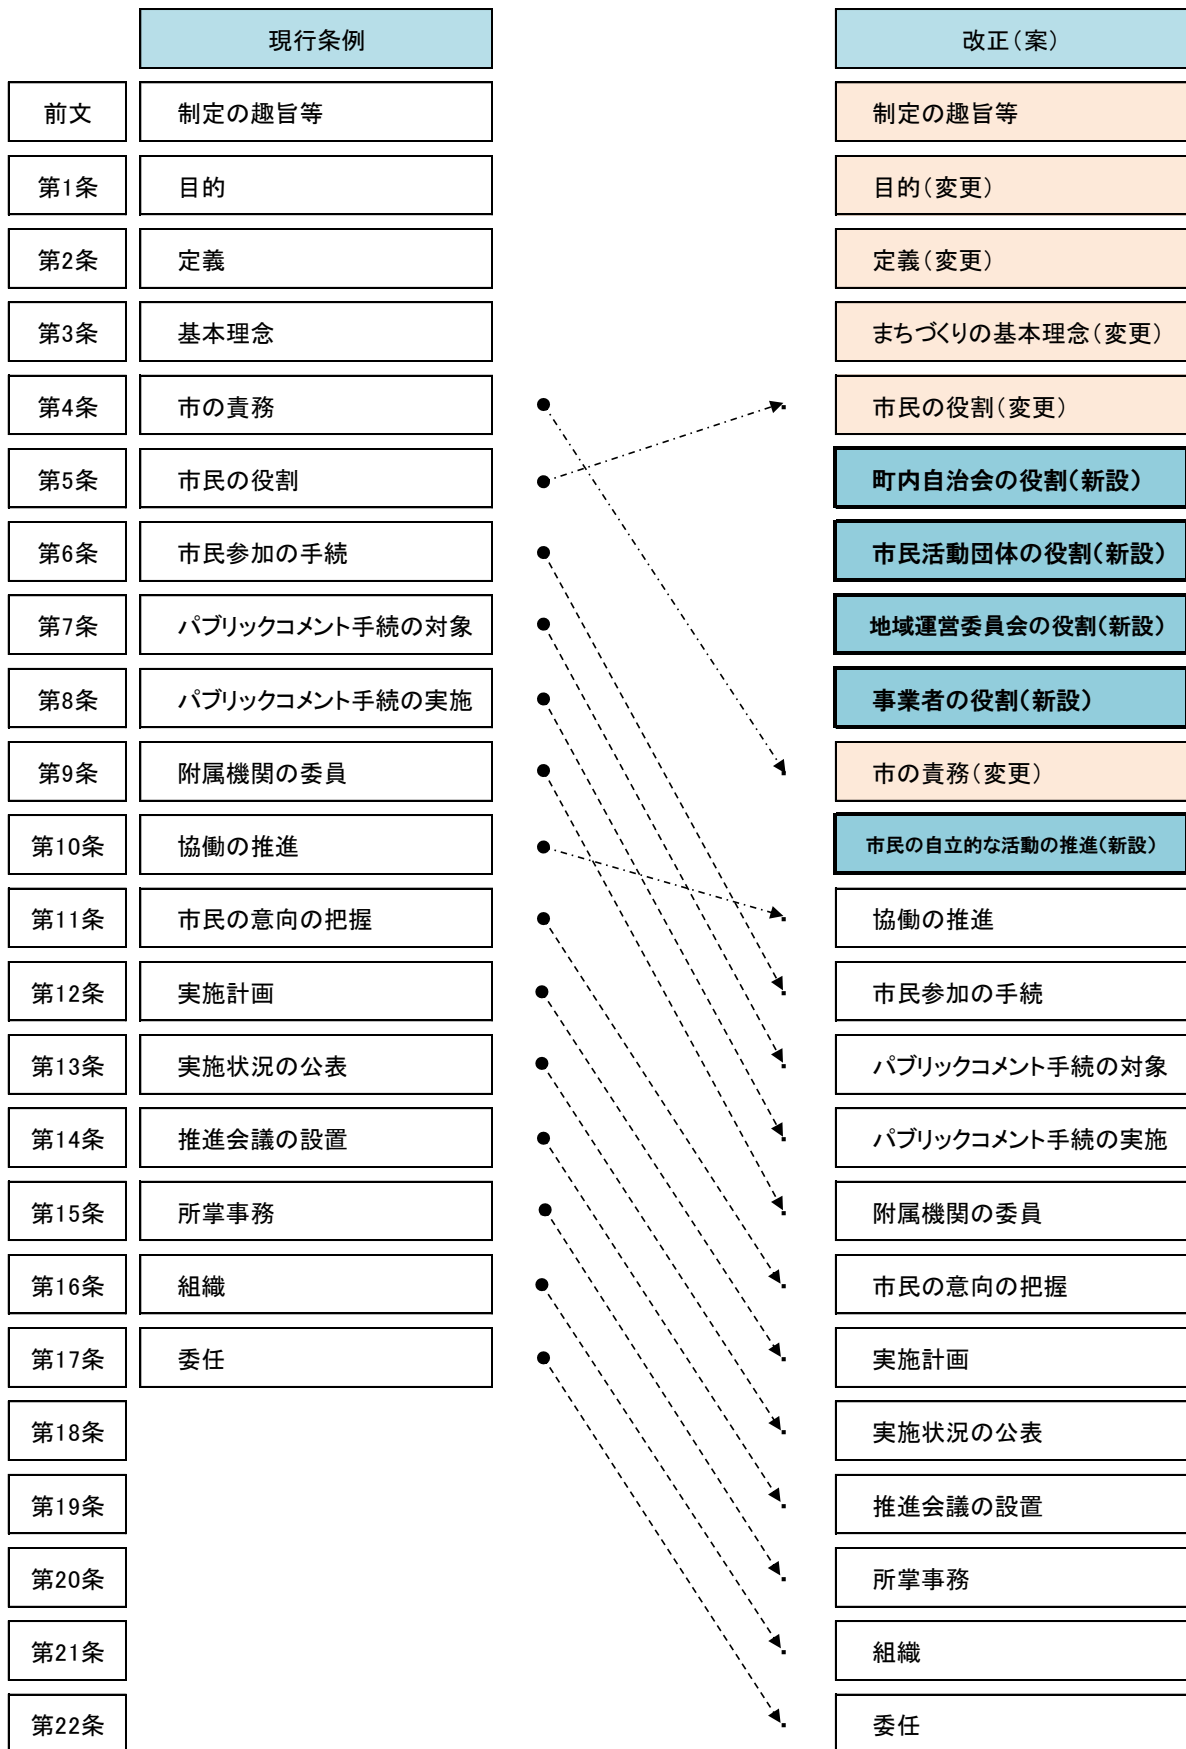 現行条例 改正(案)
前文 制定の趣旨等 制定の趣旨等
第1条 目的 目的(変更)
第2条 定義 定義(変更)
第3条 基本理念 まちづくりの基本理念(変更)
第4条 市の責務 市民の役割(変更)
第5条 市民の役割 町内自治会の役割(新設)
第6条 市民参加の手続 市民活動団体の役割(新設)
第7条 パブリックコメント手続の対象 地域運営委員会の役割(新設)
第8条 パブリックコメント手続の実施 事業者の役割(新設)
第9条 附属機関の委員 市の責務(変更)
第10条 協働の推進 市民の自立的な活動の推進(新設)
第11条 市民の意向の把握 協働の推進
第12条 実施計画 市民参加の手続
第13条 実施状況の公表 パブリックコメント手続の対象
第14条 推進会議の設置 パブリックコメント手続の実施
第15条 所掌事務 附属機関の委員
第16条 組織 市民の意向の把握
第17条 委任 実施計画
第18条 実施状況の公表
第19条 推進会議の設置
第20条 所掌事務
第21条 組織
第22条 委任